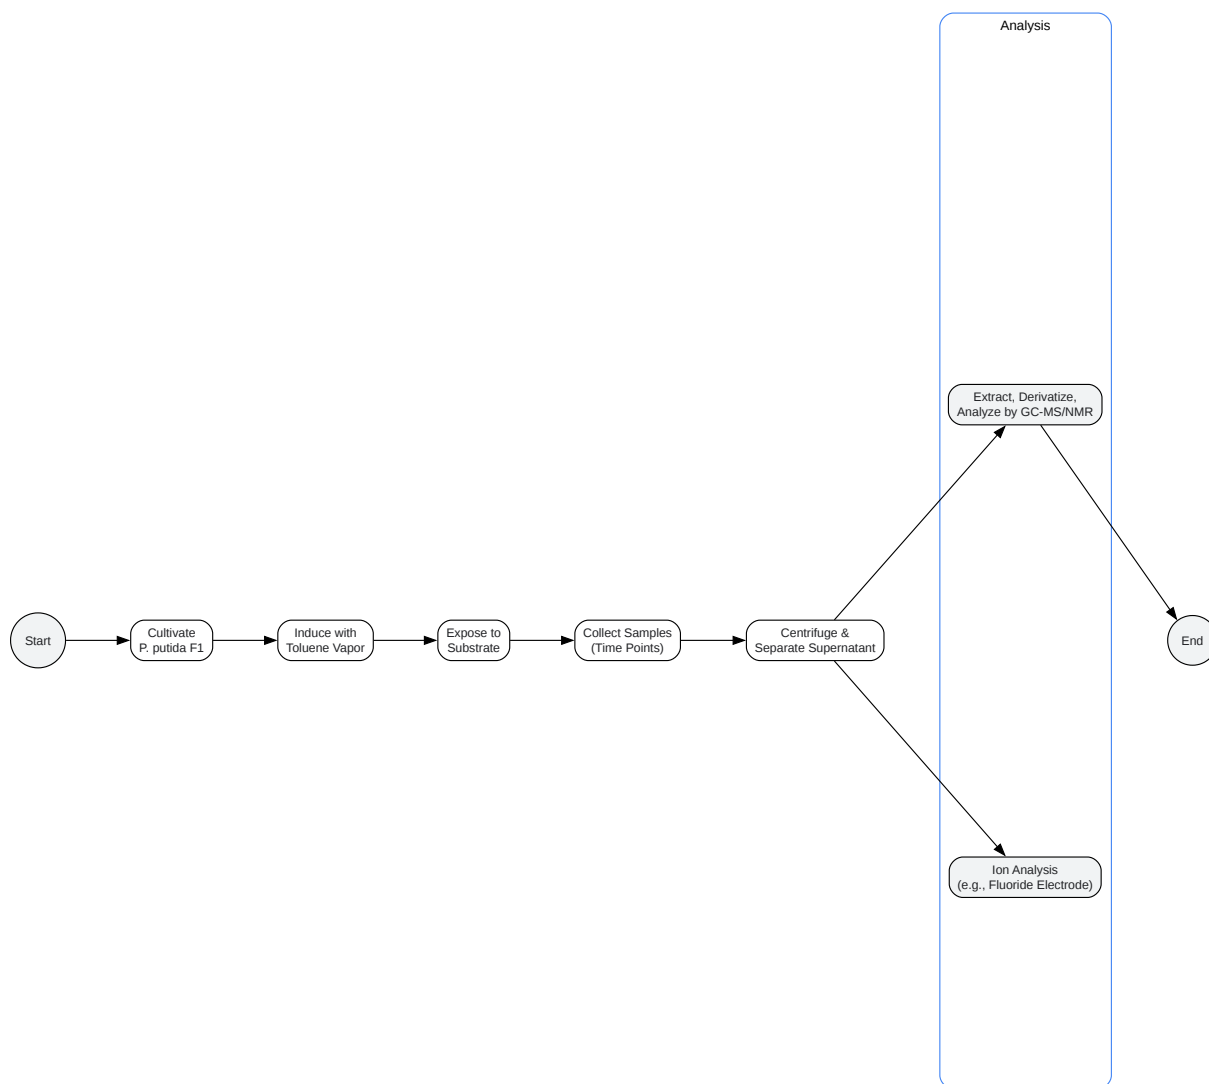 Analysis
Extract, Derivatize,
Analyze by GC-MS/NMR
Start
Cultivate
P. putida F1
Induce with
Toluene Vapor
Expose to
Substrate
Collect Samples
(Time Points)
Centrifuge &
Separate Supernatant
End
Ion Analysis
(e.g., Fluoride Electrode)